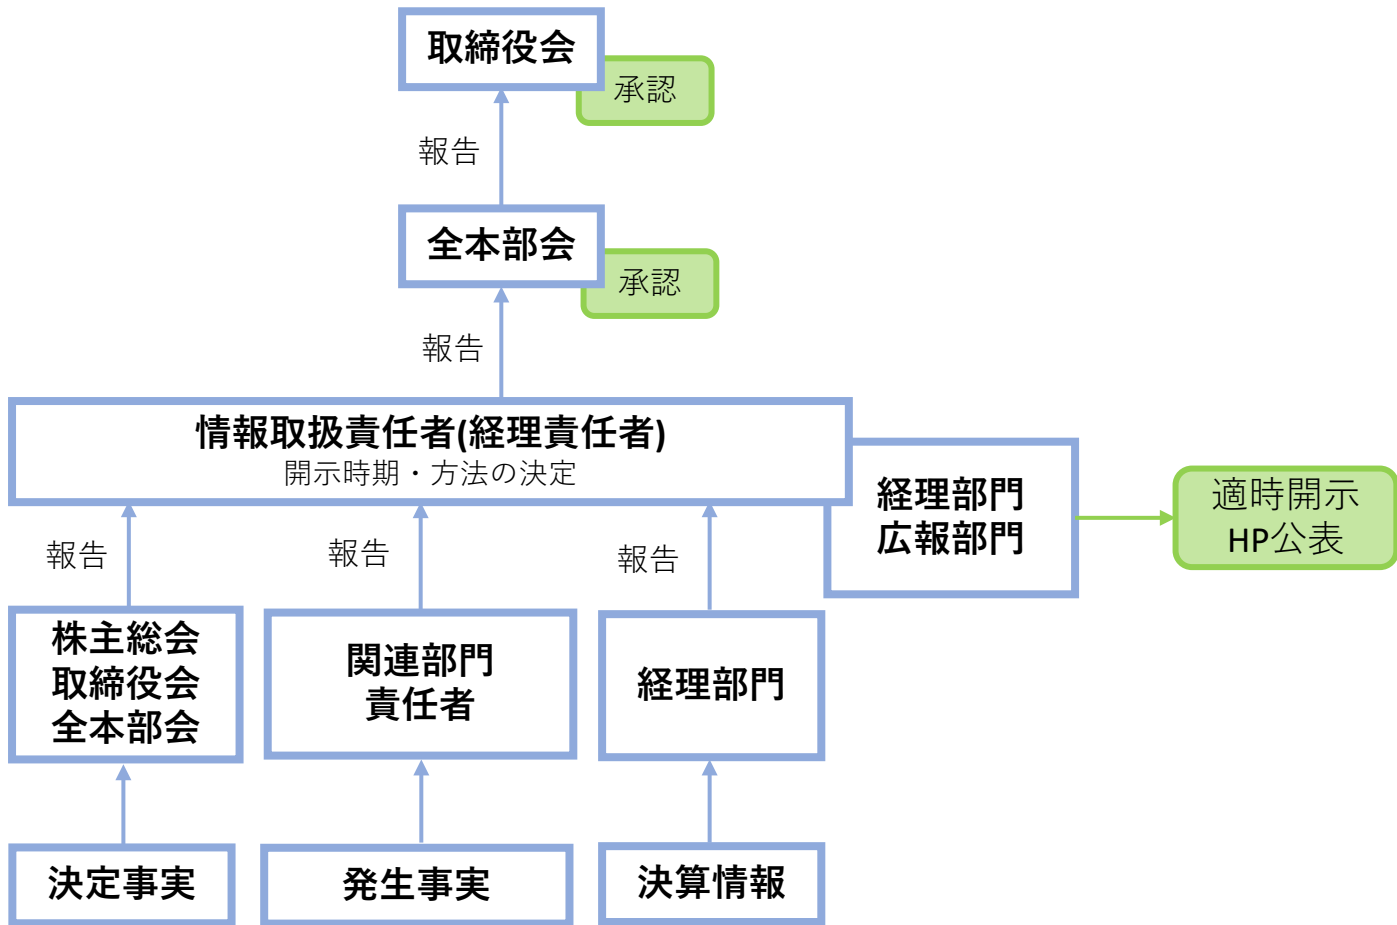 取締役会
承認
報告
全本部会
承認
報告
情報取扱責任者(経理責任者)
開示時期・方法の決定
経理部門
広報部門
適時開示
HP公表
報告
報告
報告
株主総会
取締役会
全本部会
関連部門
責任者
経理部門
決定事実
発生事実
決算情報